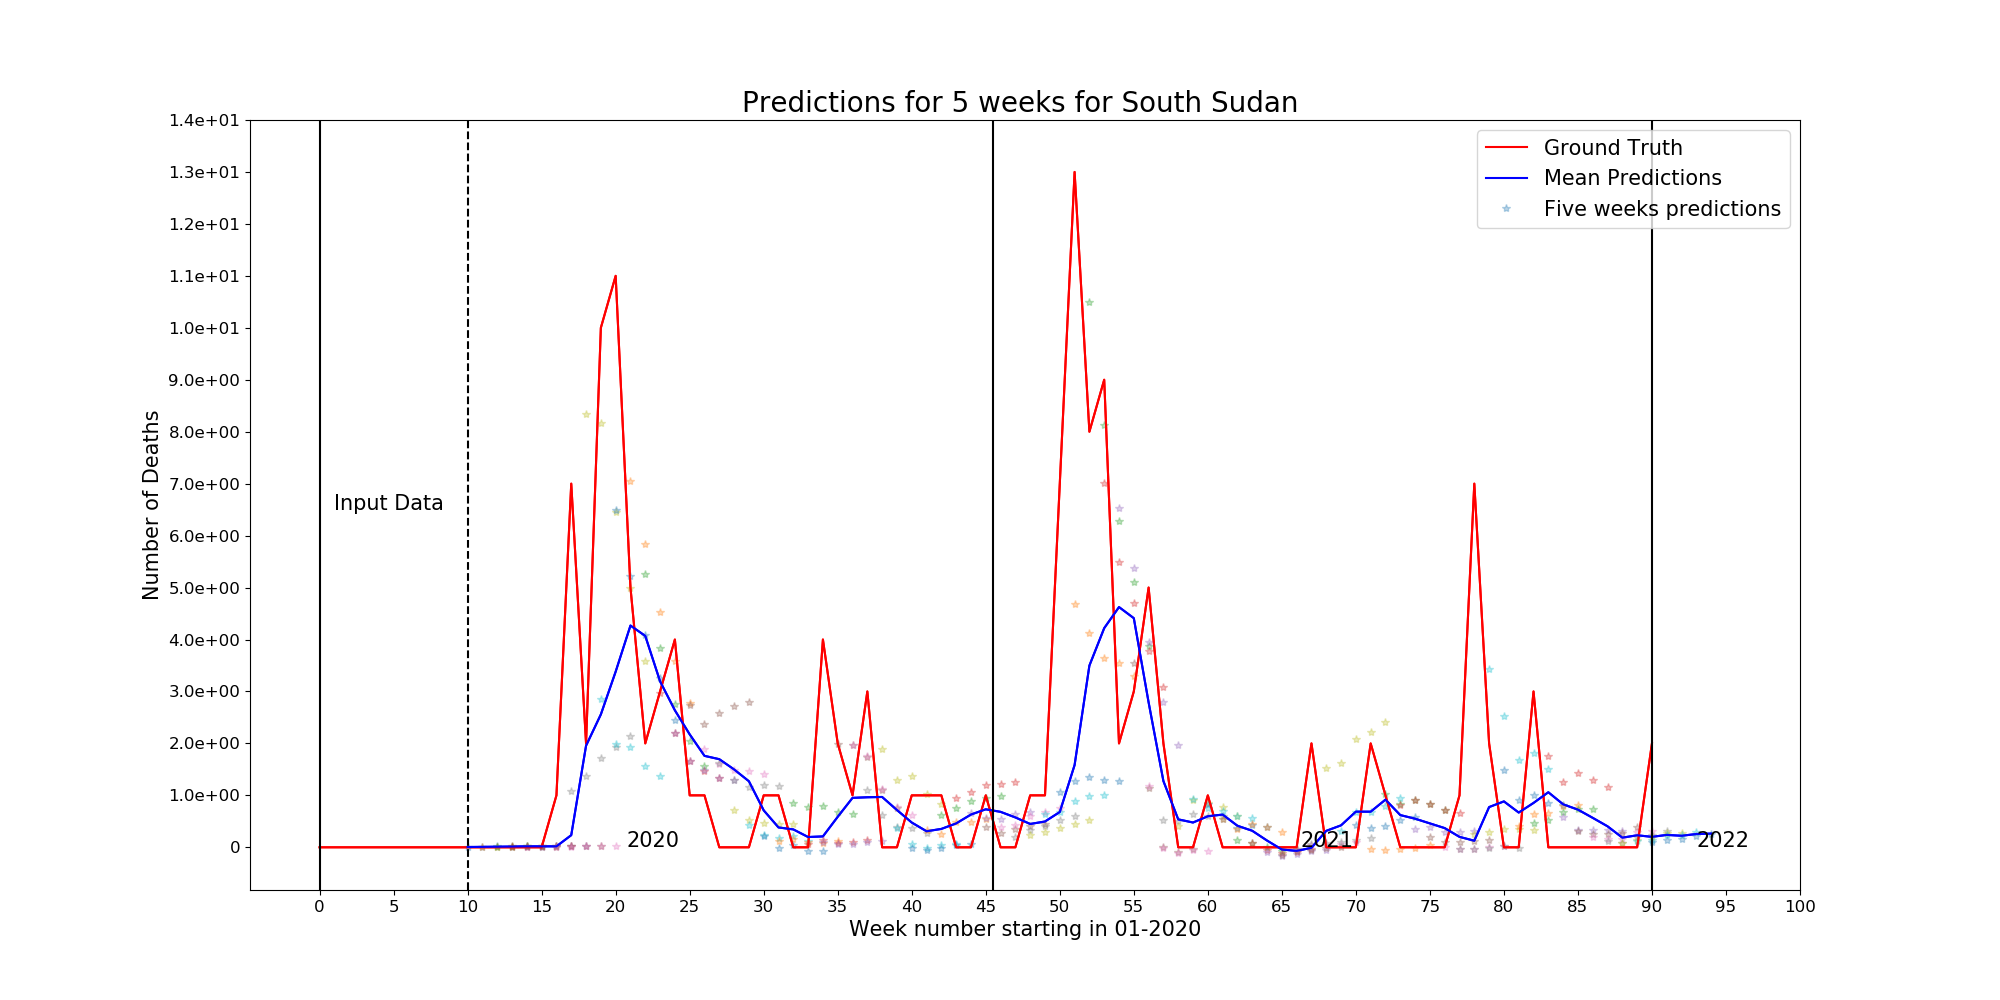 Predictions for 5 weeks for South Sudan
1.4e+01
1.3e+01
1.2e+01
1.1e+01
1.0e+01
9.0e+00
8.0e+00
7.0e+00
6.0e+00
5.0e+00
4.0e+00
3.0e+00
2.0e+00
1.0e+00
0
Number of Deaths
Ground Truth
Mean Predictions
Five weeks predictions
Input Data
2020
2021
2022
0 5 10 15 20 25 30 35 40 45 50 55 60 65 70 75 80 85 90 95 100
Week number starting in 01-2020